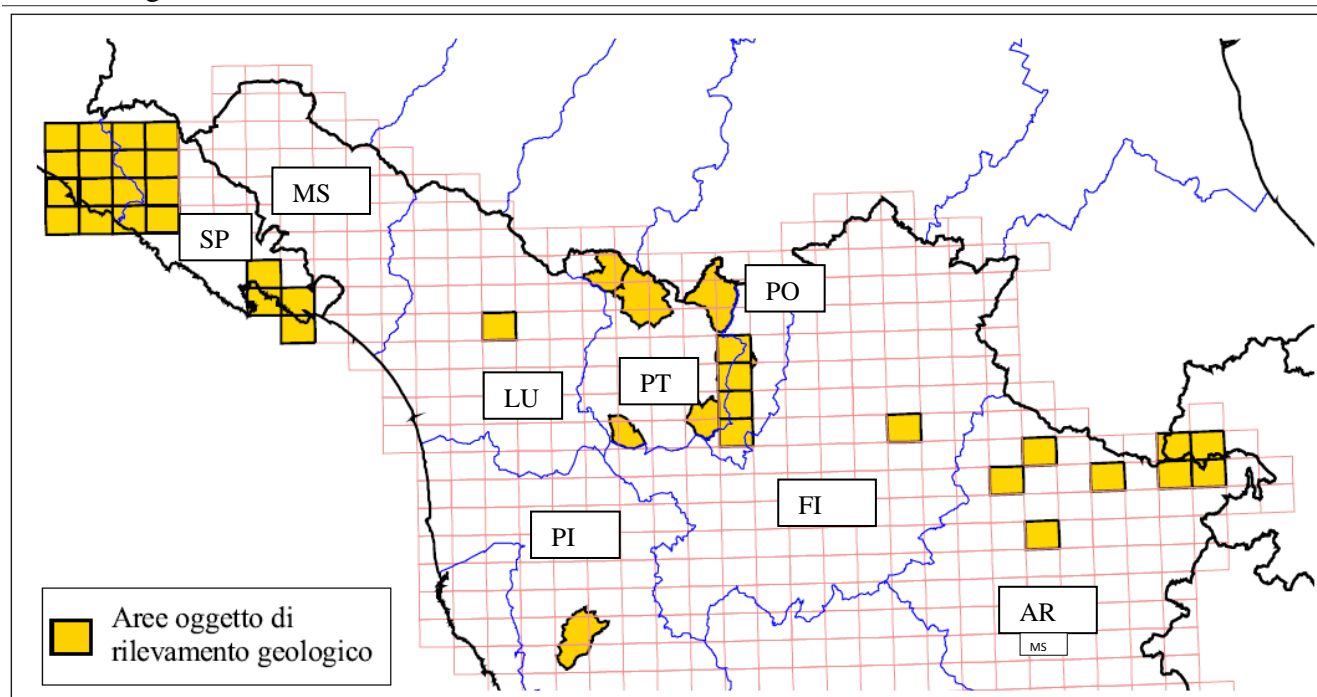 MS
SP
PO
PT
LU
FI
PI
AR
MS
Aree oggetto di
rilevamento geologico